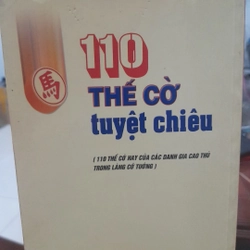 110
馬
THẾ CỜ
tuyệt chiêu
( 110 THẾ CỜ HAY CỦA CÁC DANH GIA CAO THỦ
TRONG LÀNG CỜ TƯỚNG )